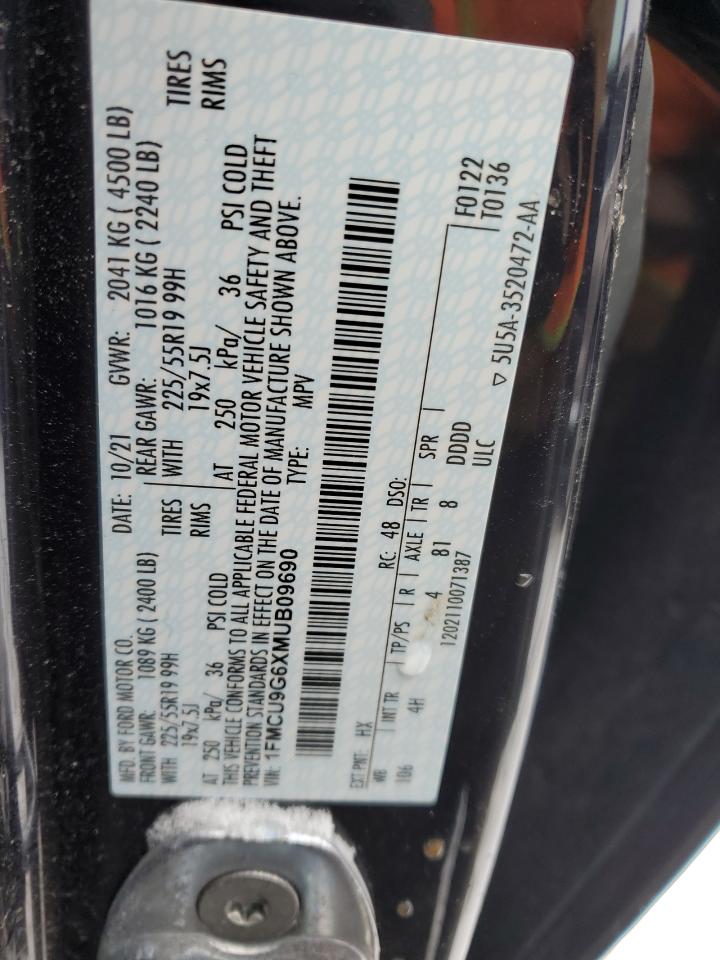 MFD. BY FORD MOTOR CO. DATE: 10/21 GVWR: 2041 KG ( 4500 LB)
FRONT GAWR: 1089 KG ( 2400 LB) REAR GAWR: 1016 KG ( 2240 LB)
WITH 225/55R19 99H TIRES WITH 225/55R19 99H TIRES
19x7.5J RIMS 19x7.5J RIMS
AT 250 kPa/ 36 PSI COLD AT 250 kPa/ 36 PSI COLD
THIS VEHICLE CONFORMS TO ALL APPLICABLE FEDERAL MOTOR VEHICLE SAFETY AND THEFT
PREVENTION STANDARDS IN EFFECT ON THE DATE OF MANUFACTURE SHOWN ABOVE.
VIN: 1FMCU9G6XMUB09690 TYPE: MPV
EXT PNT: HX RC: 48 DSO: F0122
WB INT TR TP/PS R AXLE TR SPR T0136
106 4H 4 81 8 DDDD
1202110071387 ULC
▽ 5U5A-3520472-AA